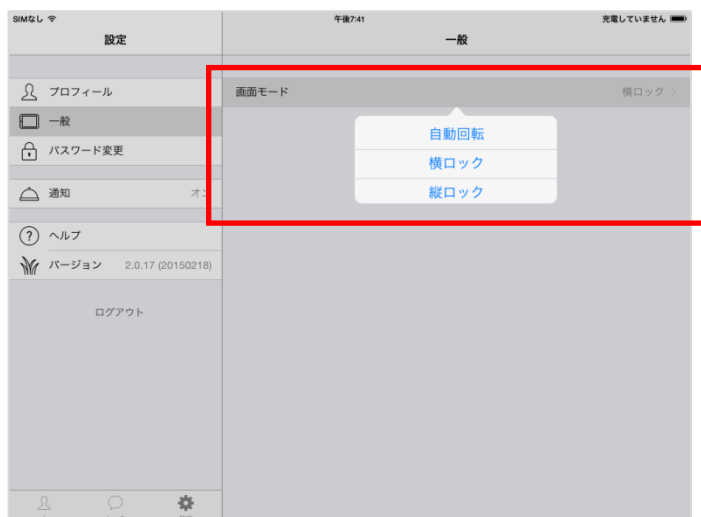 SIMなし
午後7:41
充電していません
設定
一般
プロフィール
一般
パスワード変更
通知
ヘルプ
バージョン 2.0.17 (20150218)
ログアウト
画面モード 横ロック >
自動回転
横ロック
縦ロック